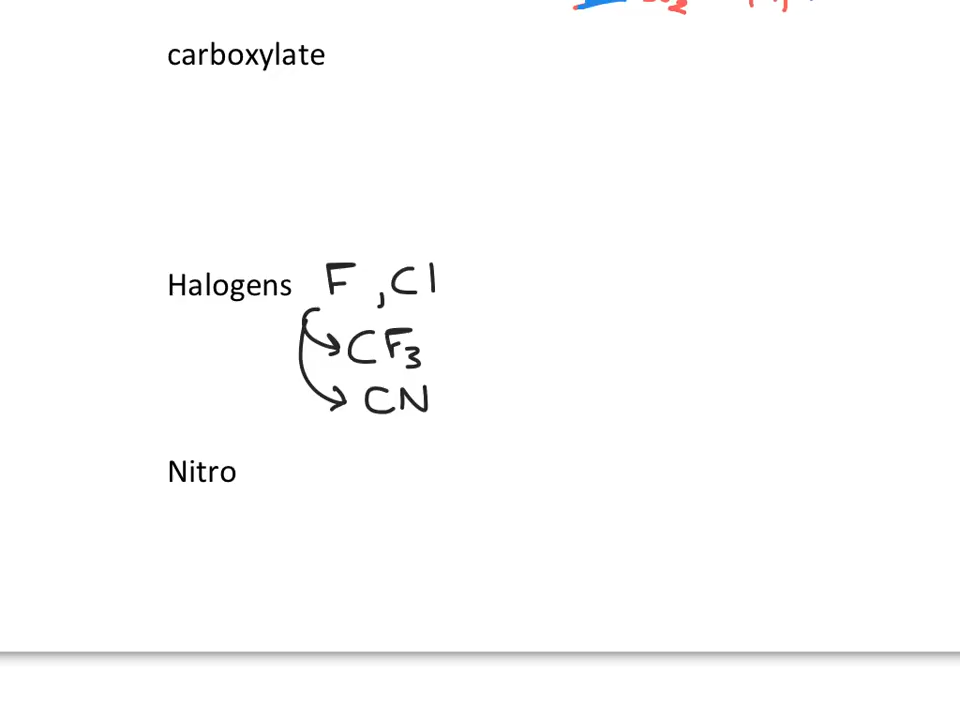 carboxylate
Halogens F, Cl
CF₃
CN
Nitro